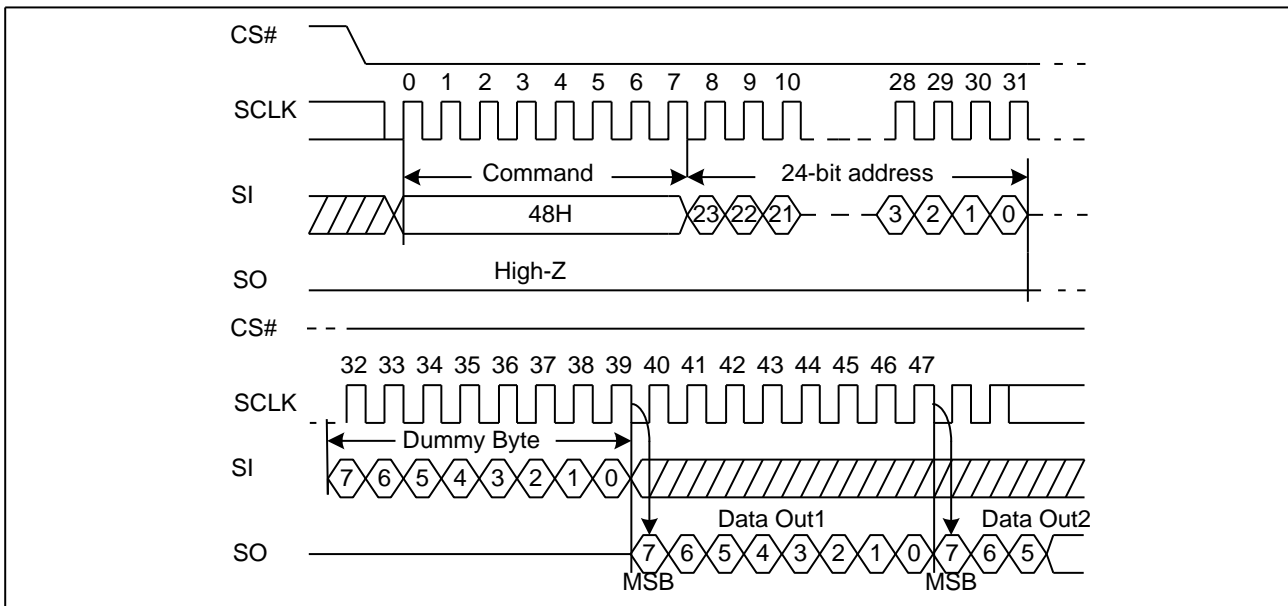 CS#
0 1 2 3 4 5 6 7 8 9 10 28 29 30 31
SCLK
Command 24-bit address
SI
48H 23 22 21 3 2 1 0
High-Z
SO
CS#
32 33 34 35 36 37 38 39 40 41 42 43 44 45 46 47
SCLK
Dummy Byte
SI
7 6 5 4 3 2 1 0
Data Out1 Data Out2
SO
7 6 5 4 3 2 1 0 7 6 5
MSB MSB